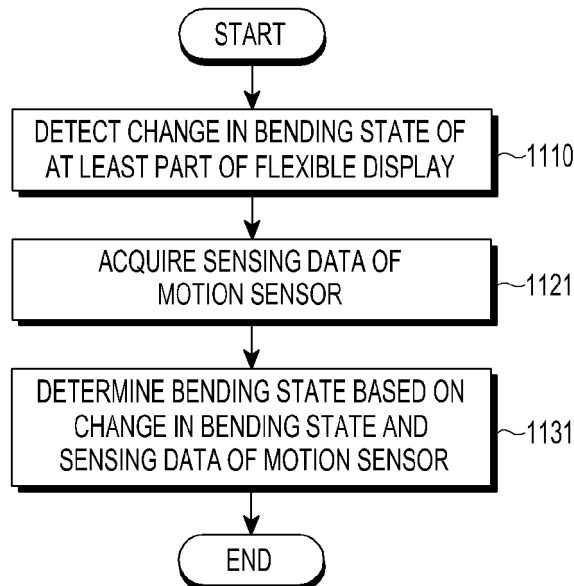 START
DETECT CHANGE IN BENDING STATE OF
AT LEAST PART OF FLEXIBLE DISPLAY
1110
ACQUIRE SENSING DATA OF
MOTION SENSOR
1121
DETERMINE BENDING STATE BASED ON
CHANGE IN BENDING STATE AND
SENSING DATA OF MOTION SENSOR
1131
END